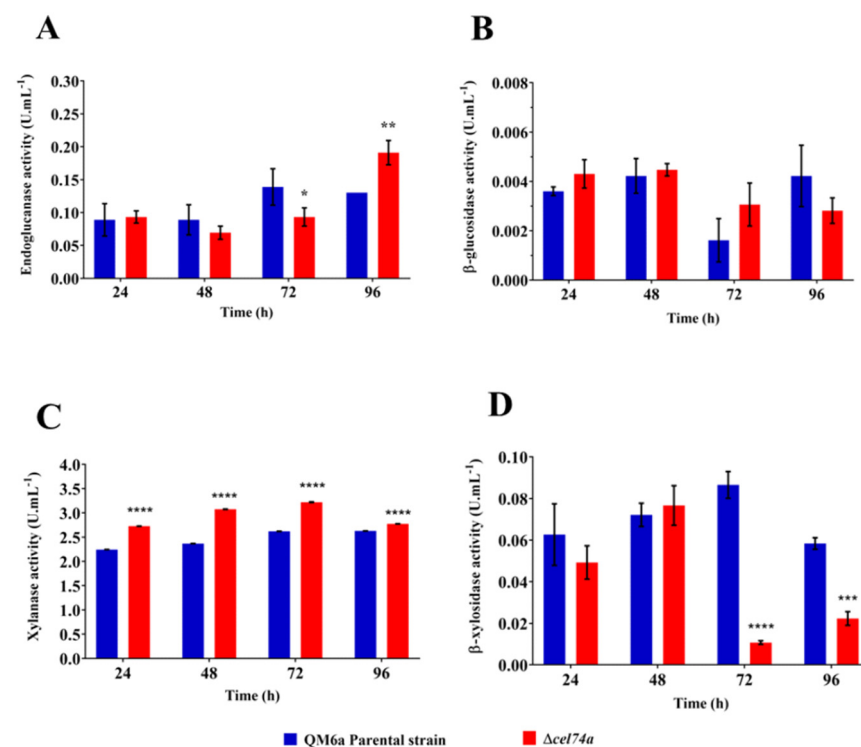 A
Endoglucanase activity (U.mL-1)
0.30
0.25
0.20
0.15
0.10
0.05
0.00
*
**
24 48 72 96
Time (h)
B
β-glucosidase activity (U.mL-1)
0.008
0.006
0.004
0.002
0.000
24 48 72 96
Time (h)
C
Xylanase activity (U.mL-1)
4.0
3.5
3.0
2.5
2.0
1.5
1.0
0.5
0.0
**** **** **** ****
24 48 72 96
Time (h)
D
β-xylosidase activity (U.mL-1)
0.10
0.08
0.06
0.04
0.02
0.00
**** ***
24 48 72 96
Time (h)
QM6a Parental strain Δcel74a